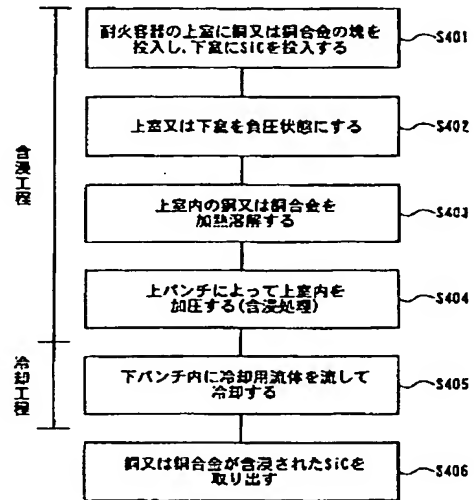 耐火容器の上室に銅又は銅合金の塊を
投入し、下室にSiCを投入する
S401
上室又は下室を負圧状態にする
S402
含浸工程
上室内の銅又は銅合金を
加熱溶解する
S403
上パンチによって上室内を
加圧する(含浸処理)
S404
冷却工程
下パンチ内に冷却用流体を流して
冷却する
S405
銅又は銅合金が含浸されたSiCを
取り出す
S406